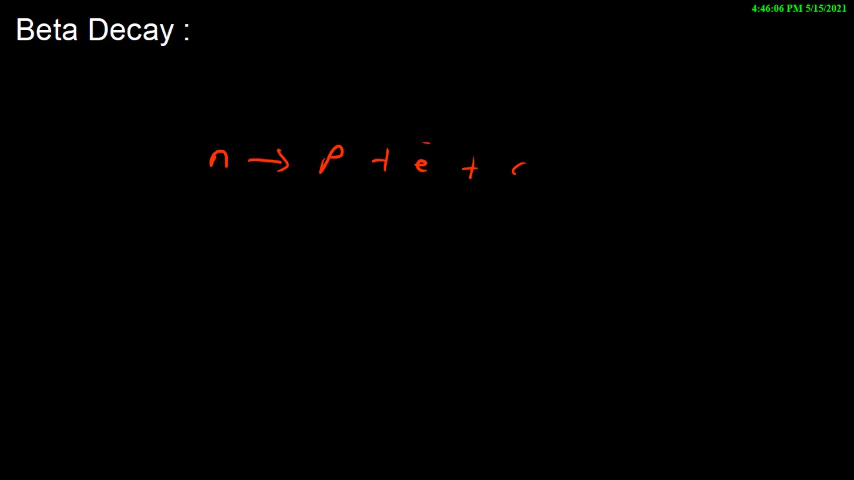 4:46:06 PM 5/15/2021
Beta Decay :
n → p + e⁻ +